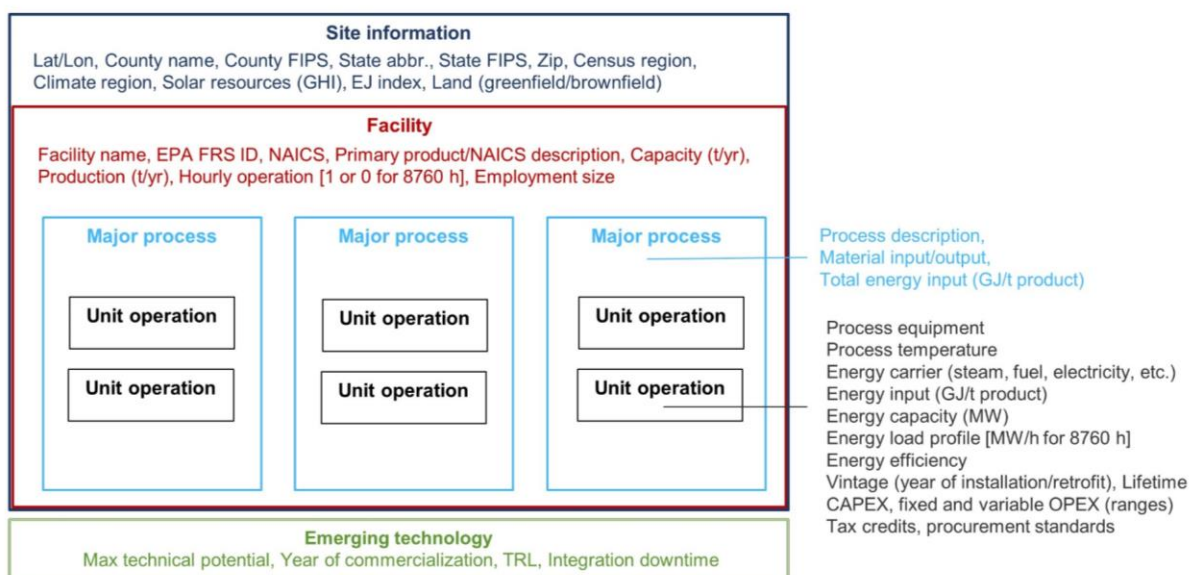 Site information
Lat/Lon, County name, County FIPS, State abbr., State FIPS, Zip, Census region,
Climate region, Solar resources (GHI), EJ index, Land (greenfield/brownfield)
Facility
Facility name, EPA FRS ID, NAICS, Primary product/NAICS description, Capacity (t/yr),
Production (t/yr), Hourly operation [1 or 0 for 8760 h], Employment size
Major process
Unit operation
Unit operation
Major process
Unit operation
Unit operation
Major process
Unit operation
Unit operation
Process description,
Material input/output,
Total energy input (GJ/t product)
Process equipment
Process temperature
Energy carrier (steam, fuel, electricity, etc.)
Energy input (GJ/t product)
Energy capacity (MW)
Energy load profile [MW/h for 8760 h]
Energy efficiency
Vintage (year of installation/retrofit), Lifetime
CAPEX, fixed and variable OPEX (ranges)
Tax credits, procurement standards
Emerging technology
Max technical potential, Year of commercialization, TRL, Integration downtime